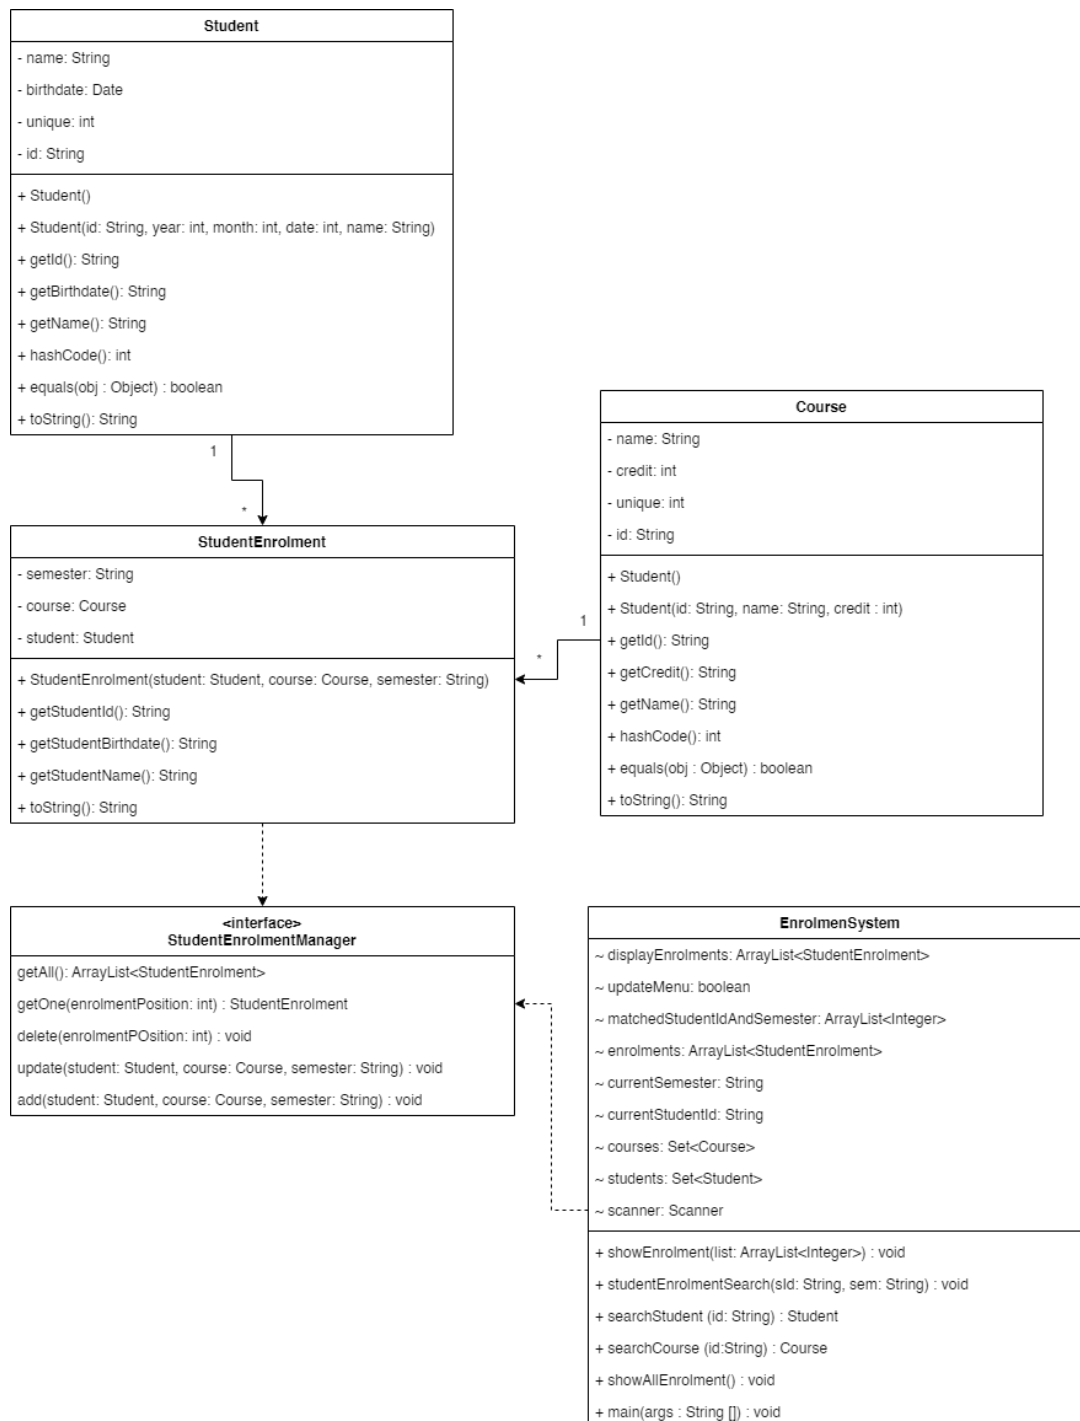 Student
- name: String
- birthdate: Date
- unique: int
- id: String
+ Student()
+ Student(id: String, year: int, month: int, date: int, name: String)
+ getId(): String
+ getBirthdate(): String
+ getName(): String
+ hashCode(): int
+ equals(obj : Object) : boolean
+ toString(): String
1
*
StudentEnrolment
- semester: String
- course: Course
- student: Student
+ StudentEnrolment(student: Student, course: Course, semester: String)
+ getStudentId(): String
+ getStudentBirthdate(): String
+ getStudentName(): String
+ toString(): String
1
*
Course
- name: String
- credit: int
- unique: int
- id: String
+ Student()
+ Student(id: String, name: String, credit : int)
+ getId(): String
+ getCredit(): String
+ getName(): String
+ hashCode(): int
+ equals(obj : Object) : boolean
+ toString(): String
<interface>
StudentEnrolmentManager
getAll(): ArrayList<StudentEnrolment>
getOne(enrolmentPosition: int) : StudentEnrolment
delete(enrolmentPOsition: int) : void
update(student: Student, course: Course, semester: String) : void
add(student: Student, course: Course, semester: String) : void
EnrolmenSystem
~ displayEnrolments: ArrayList<StudentEnrolment>
~ updateMenu: boolean
~ matchedStudentIdAndSemester: ArrayList<Integer>
~ enrolments: ArrayList<StudentEnrolment>
~ currentSemester: String
~ currentStudentId: String
~ courses: Set<Course>
~ students: Set<Student>
~ scanner: Scanner
+ showEnrolment(list: ArrayList<Integer>) : void
+ studentEnrolmentSearch(sId: String, sem: String) : void
+ searchStudent (id: String) : Student
+ searchCourse (id:String) : Course
+ showAllEnrolment() : void
+ main(args : String []) : void